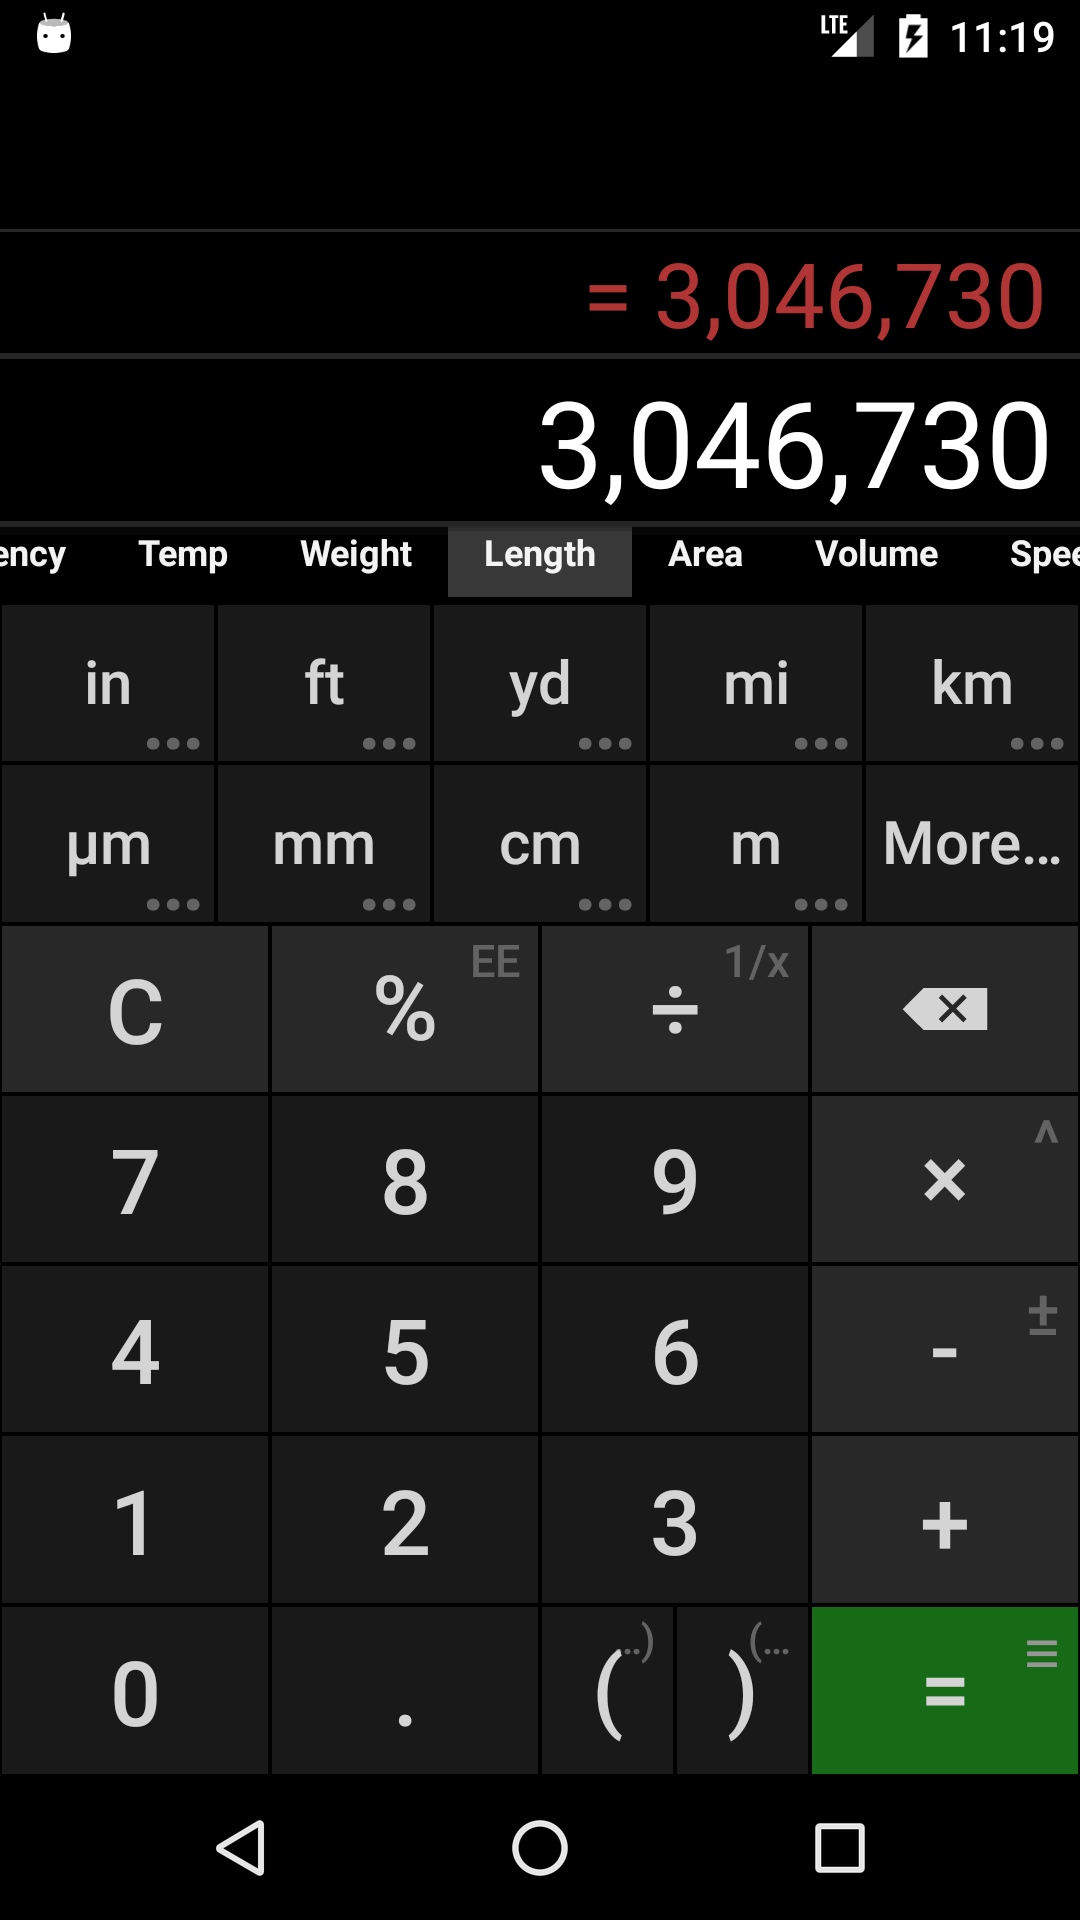 LTE 11:19
= 3,046,730
3,046,730
ency Temp Weight Length Area Volume Spee
in ft yd mi km
µm mm cm m More...
C % EE ÷ 1/x
7 8 9 × ^
4 5 6 - ±
1 2 3 +
0 . ( ..) ) (... =